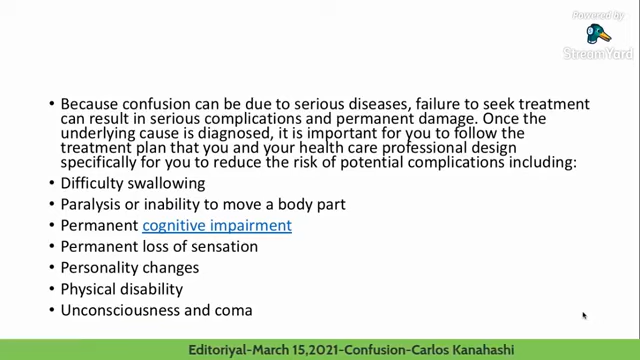 Powered by
StreamYard
• Because confusion can be due to serious diseases, failure to seek treatment
can result in serious complications and permanent damage. Once the
underlying cause is diagnosed, it is important for you to follow the
treatment plan that you and your health care professional design
specifically for you to reduce the risk of potential complications including:
• Difficulty swallowing
• Paralysis or inability to move a body part
• Permanent cognitive impairment
• Permanent loss of sensation
• Personality changes
• Physical disability
• Unconsciousness and coma
Editoriyal-March 15,2021-Confusion-Carlos Kanahashi